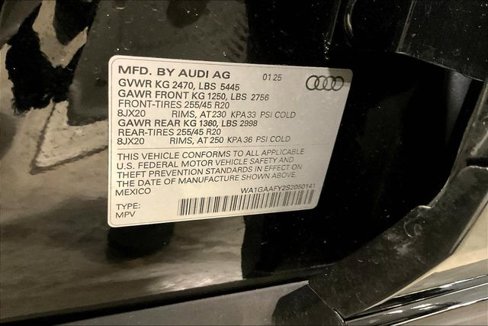 MFD. BY AUDI AG 01 25
GVWR KG 2470, LBS 5445
GAWR FRONT KG 1250, LBS 2756
FRONT-TIRES 255/45 R20
8JX20 RIMS, AT 230 KPA 33 PSI COLD
GAWR REAR KG 1360, LBS 2998
REAR-TIRES 255/45 R20
8JX20 RIMS, AT 250 KPA 36 PSI COLD
THIS VEHICLE CONFORMS TO ALL APPLICABLE
U.S. FEDERAL MOTOR VEHICLE SAFETY AND
THEFT PREVENTION STANDARDS IN EFFECT ON
THE DATE OF MANUFACTURE SHOWN ABOVE
MEXICO
WA1GAAFY2S2050141
TYPE:
MPV